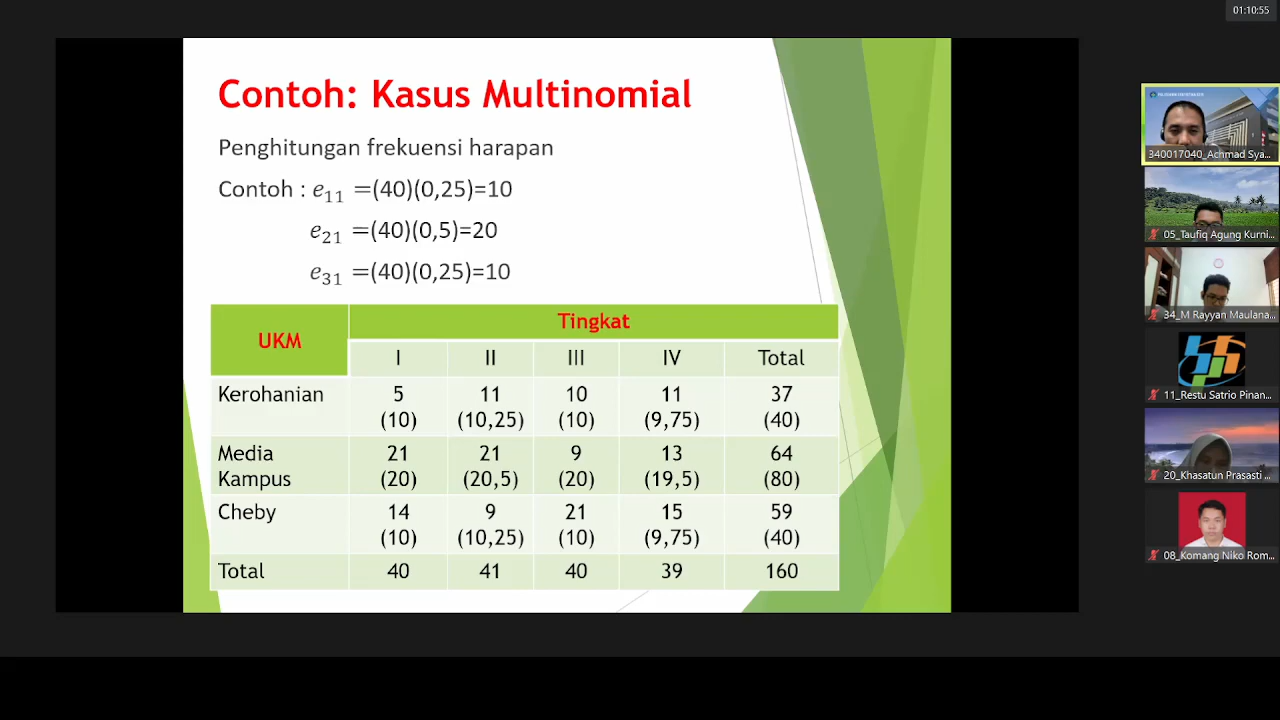 01:10:55
Contoh: Kasus Multinomial
Penghitungan frekuensi harapan
Contoh : e₁₁ =(40)(0,25)=10
e₂₁ =(40)(0,5)=20
e₃₁ =(40)(0,25)=10
UKM Tingkat
I II III IV Total
Kerohanian 5 11 10 11 37
(10) (10,25) (10) (9,75) (40)
Media 21 21 9 13 64
Kampus (20) (20,5) (20) (19,5) (80)
Cheby 14 9 21 15 59
(10) (10,25) (10) (9,75) (40)
Total 40 41 40 39 160
340017040_Achmad Sya...
05_Taufiq Agung Kurni...
34_M Rayyan Maulana...
11_Restu Satrio Pinan...
20_Khasatun Prasasti ...
08_Komang Niko Rom...